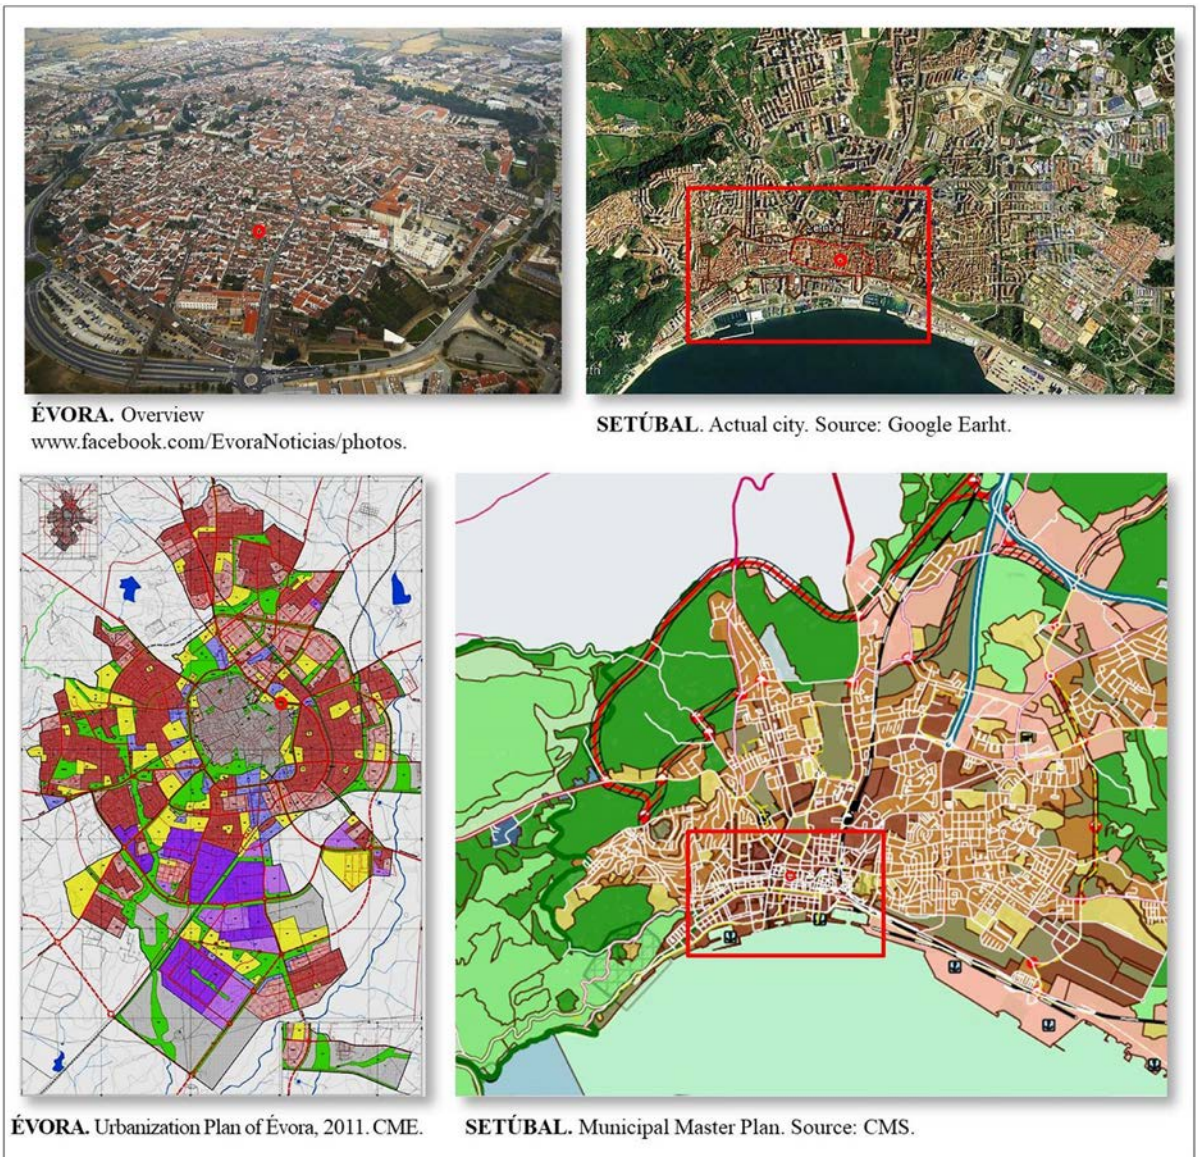 Setúbal
ÉVORA. Overview
www.facebook.com/EvoraNoticias/photos.
SETÚBAL. Actual city. Source: Google Earht.
ÉVORA. Urbanization Plan of Évora, 2011. CME.
SETÚBAL. Municipal Master Plan. Source: CMS.